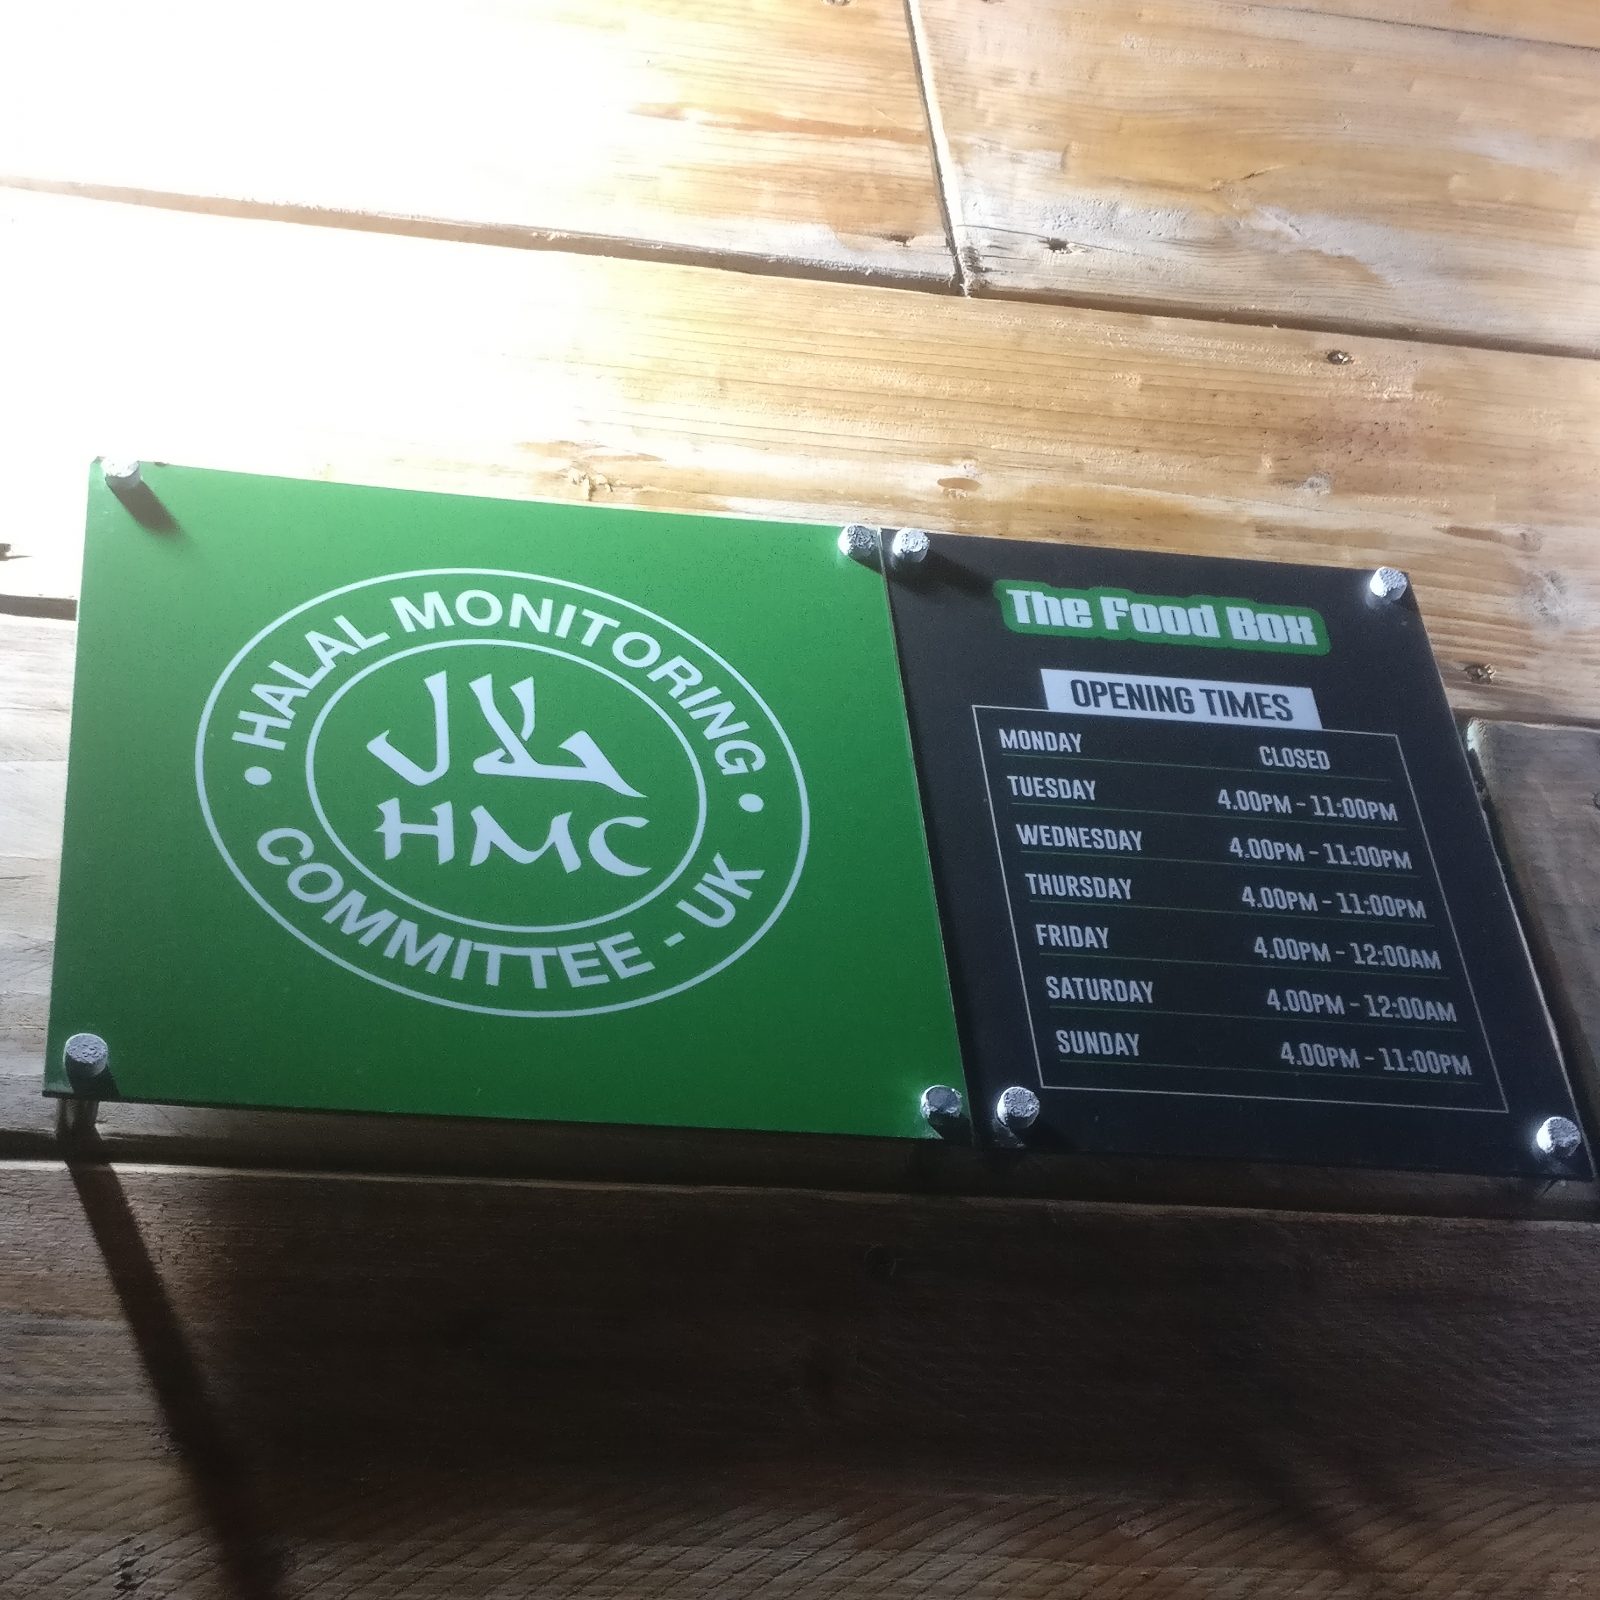 HALAL MONITORING
حلال
HMC
COMMITTEE - UK
The Food Box
OPENING TIMES
MONDAY CLOSED
TUESDAY 4.00PM - 11:00PM
WEDNESDAY 4.00PM - 11:00PM
THURSDAY 4.00PM - 11:00PM
FRIDAY 4.00PM - 12:00AM
SATURDAY 4.00PM - 12:00AM
SUNDAY 4.00PM - 11:00PM